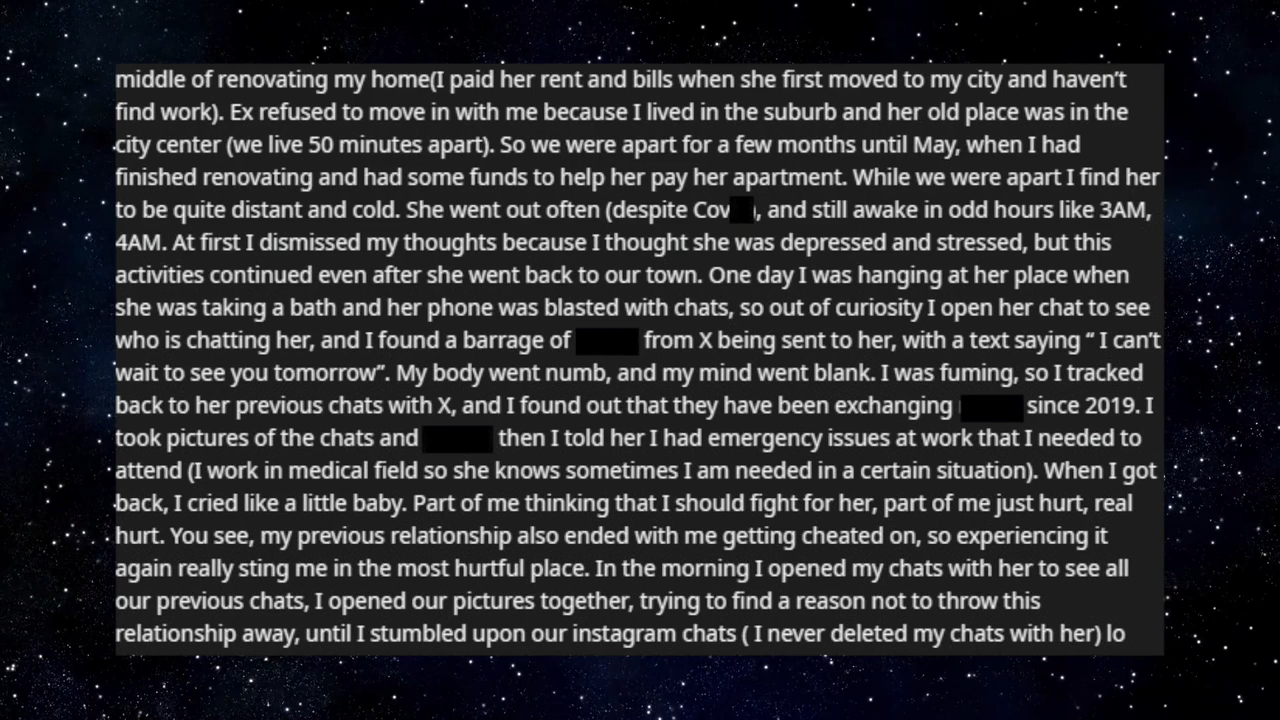 middle of renovating my home(I paid her rent and bills when she first moved to my city and haven't
find work). Ex refused to move in with me because I lived in the suburb and her old place was in the
city center (we live 50 minutes apart). So we were apart for a few months until May, when I had
finished renovating and had some funds to help her pay her apartment. While we were apart I find her
to be quite distant and cold. She went out often (despite Cov ), and still awake in odd hours like 3AM,
4AM. At first I dismissed my thoughts because I thought she was depressed and stressed, but this
activities continued even after she went back to our town. One day I was hanging at her place when
she was taking a bath and her phone was blasted with chats, so out of curiosity I open her chat to see
who is chatting her, and I found a barrage of from X being sent to her, with a text saying “ I can't
wait to see you tomorrow”. My body went numb, and my mind went blank. I was fuming, so I tracked
back to her previous chats with X, and I found out that they have been exchanging since 2019. I
took pictures of the chats and then I told her I had emergency issues at work that I needed to
attend (I work in medical field so she knows sometimes I am needed in a certain situation). When I got
back, I cried like a little baby. Part of me thinking that I should fight for her, part of me just hurt, real
hurt. You see, my previous relationship also ended with me getting cheated on, so experiencing it
again really sting me in the most hurtful place. In the morning I opened my chats with her to see all
our previous chats, I opened our pictures together, trying to find a reason not to throw this
relationship away, until I stumbled upon our instagram chats ( I never deleted my chats with her) lo